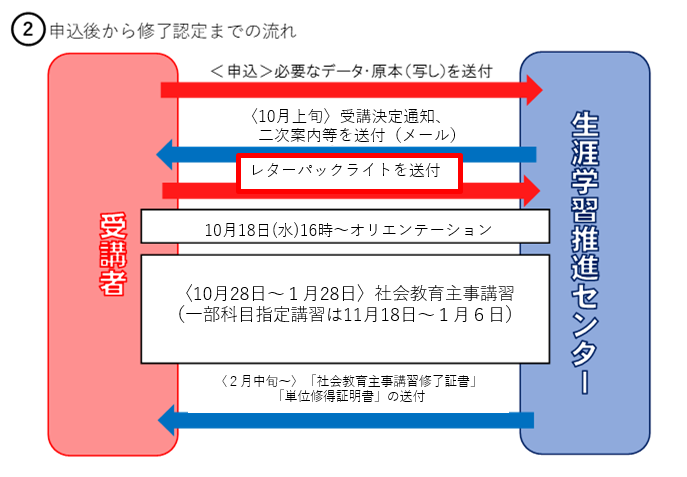 ② 申込後から修了認定までの流れ
＜申込＞必要なデータ・原本（写し）を送付
〈10月上旬〉受講決定通知、
二次案内等を送付（メール）
レターパックライトを送付
10月18日(水)16時～オリエンテーション
〈10月28日～１月28日〉社会教育主事講習
（一部科目指定講習は11月18日～１月６日）
〈２月中旬～〉「社会教育主事講習修了証書」
「単位修得証明書」の送付
受講者
生涯学習推進センター